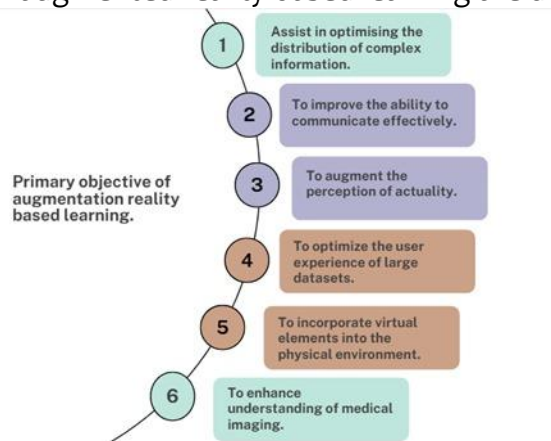 1
Assist in optimising the
distribution of complex
information.
2
To improve the ability to
communicate effectively.
3
To augment the
perception of actuality.
Primary objective of
augmentation reality
based learning.
4
To optimize the user
experience of large
datasets.
5
To incorporate virtual
elements into the
physical environment.
6
To enhance
understanding of medical
imaging.